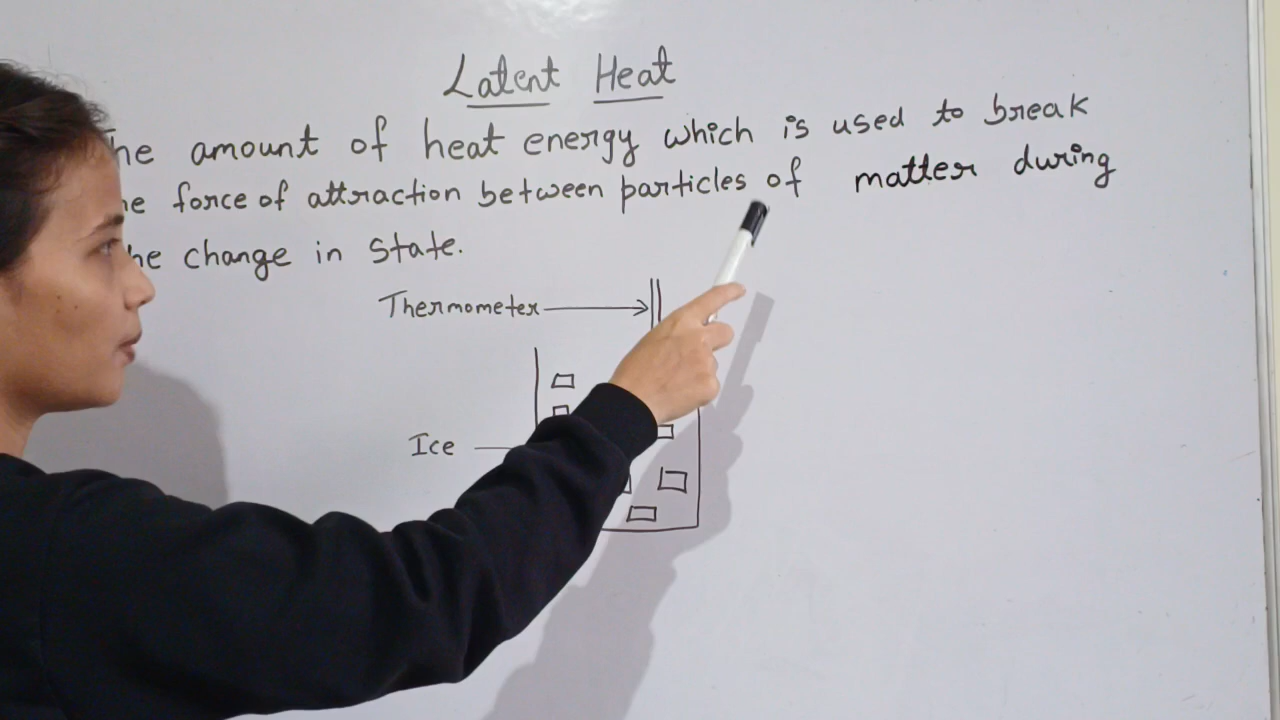 Latent Heat
The amount of heat energy which is used to break
he force of attraction between particles of matter during
he change in State.
Thermometer
Ice